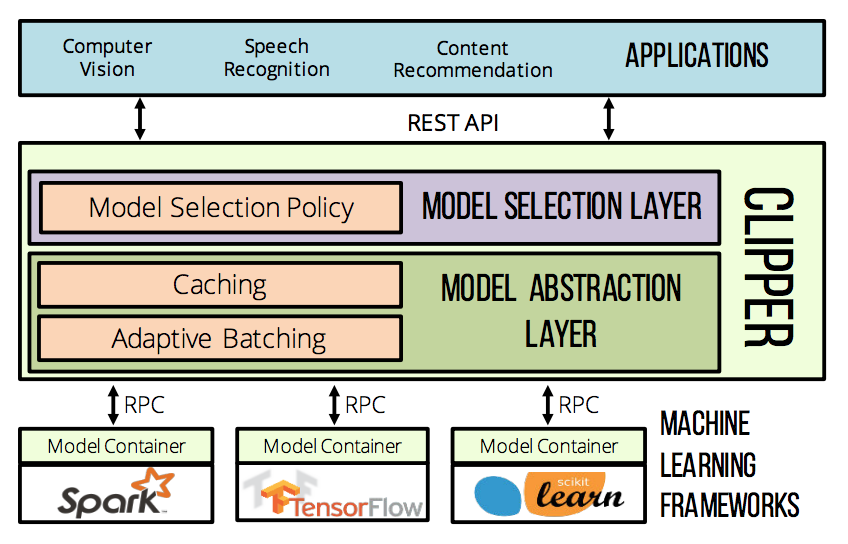 Computer
Vision
Speech
Recognition
Content
Recommendation
APPLICATIONS
REST API
Model Selection Policy
MODEL SELECTION LAYER
Caching
Adaptive Batching
MODEL ABSTRACTION
LAYER
CLIPPER
RPC
RPC
RPC
Model Container
Spark
Model Container
TensorFlow
Model Container
scikit
learn
MACHINE
LEARNING
FRAMEWORKS